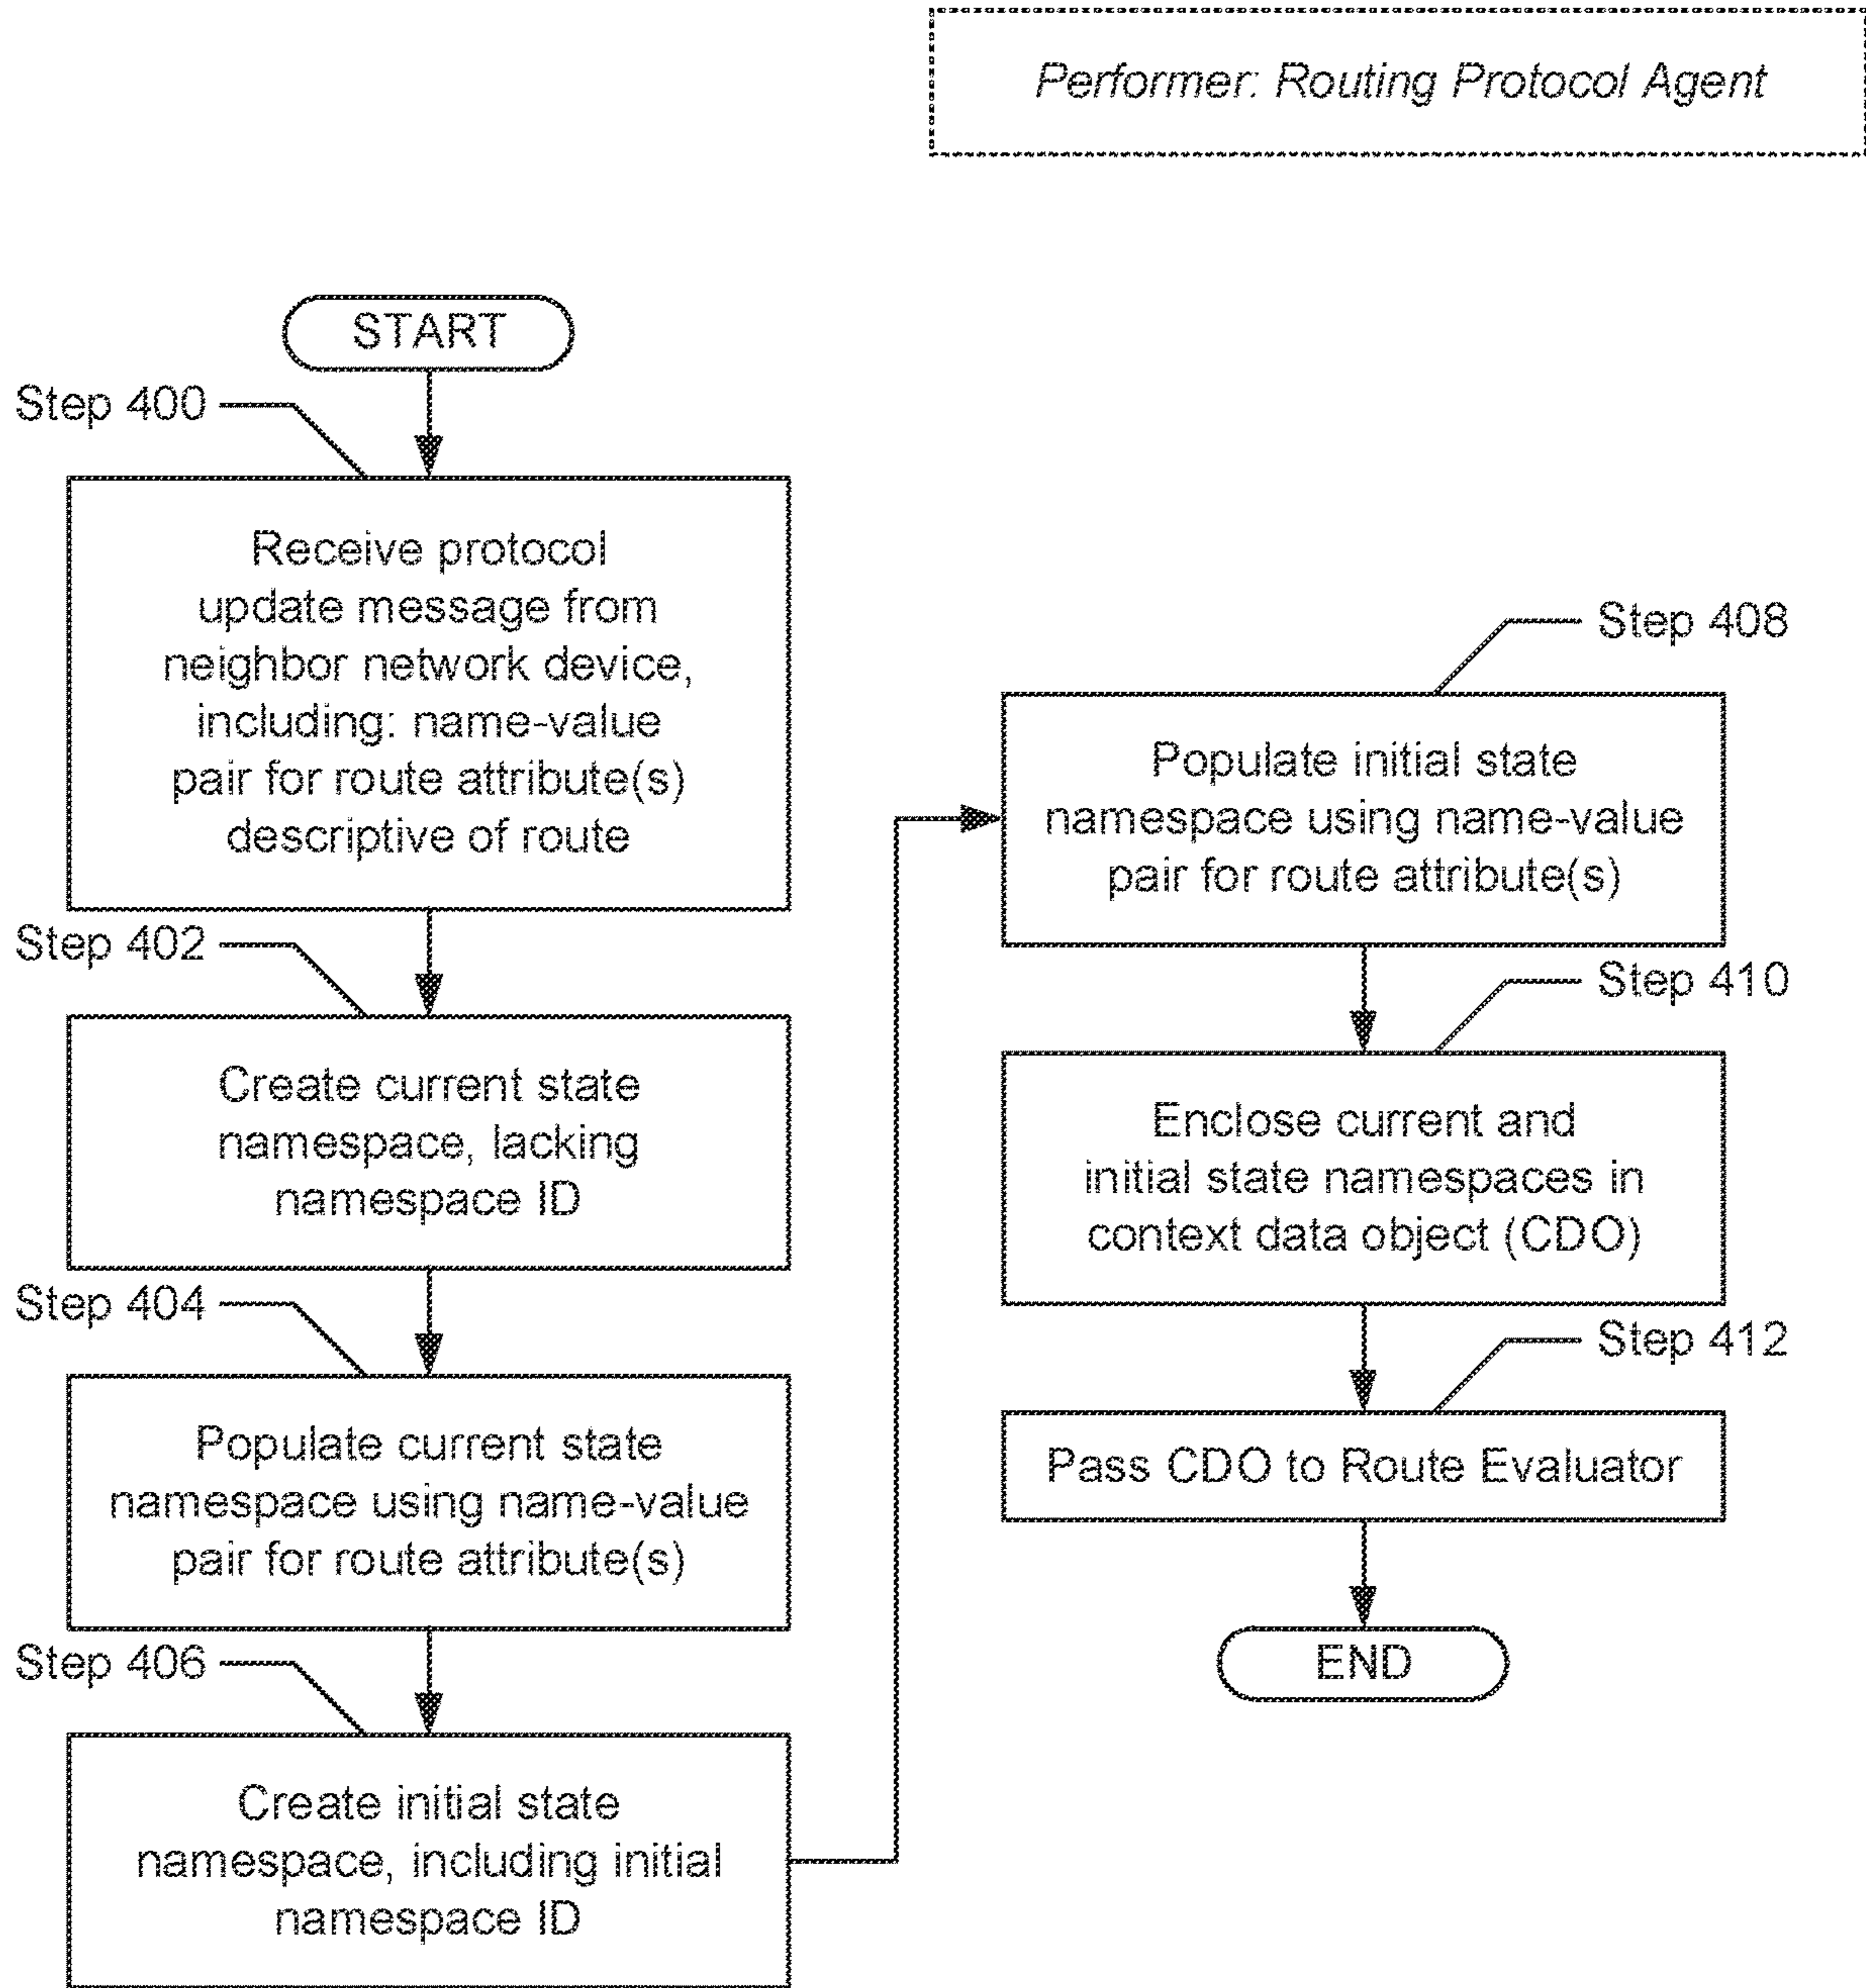 Performer: Routing Protocol Agent
START
Step 400
Receive protocol
update message from
neighbor network device,
including: name-value
pair for route attribute(s)
descriptive of route
Step 402
Create current state
namespace, lacking
namespace ID
Step 404
Populate current state
namespace using name-value
pair for route attribute(s)
Step 406
Create initial state
namespace, including initial
namespace ID
Step 408
Populate initial state
namespace using name-value
pair for route attribute(s)
Step 410
Enclose current and
initial state namespaces in
context data object (CDO)
Step 412
Pass CDO to Route Evaluator
END